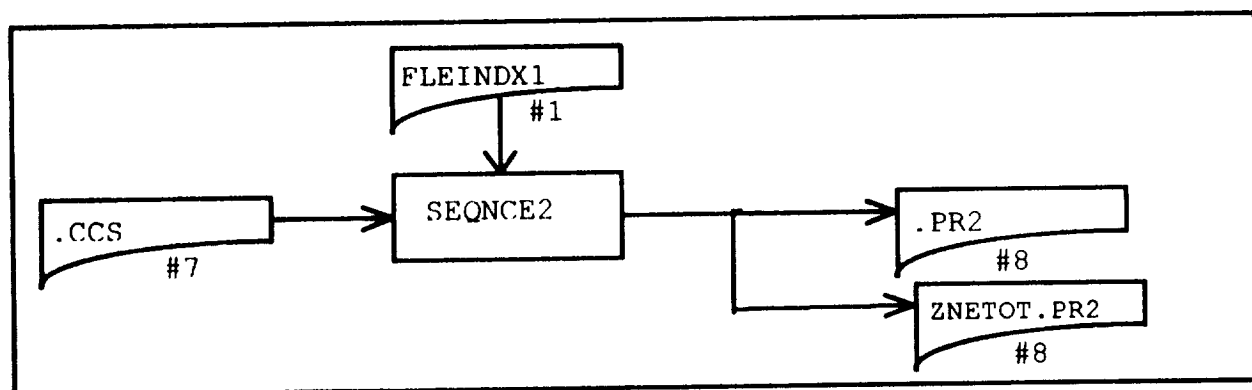 FLEINDX1
#1
SEQNCE2
.CCS
#7
.PR2
#8
ZNETOT.PR2
#8